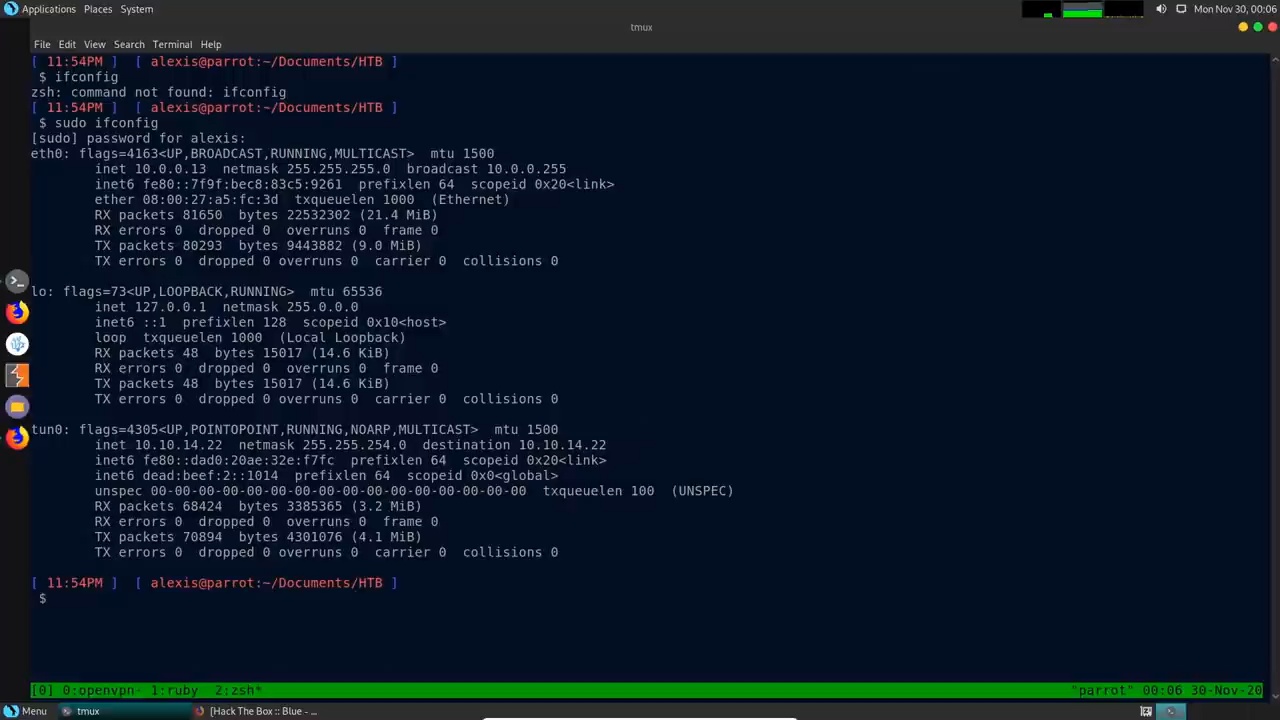 Applications Places System
Mon Nov 30, 00:06
tmux
File Edit View Search Terminal Help
[ 11:54PM ] [ alexis@parrot:~/Documents/HTB ]
$ ifconfig
zsh: command not found: ifconfig
[ 11:54PM ] [ alexis@parrot:~/Documents/HTB ]
$ sudo ifconfig
[sudo] password for alexis:
eth0: flags=4163<UP,BROADCAST,RUNNING,MULTICAST> mtu 1500
inet 10.0.0.13 netmask 255.255.255.0 broadcast 10.0.0.255
inet6 fe80::7f9f:bec8:83c5:9261 prefixlen 64 scopeid 0x20<link>
ether 08:00:27:a5:fc:3d txqueuelen 1000 (Ethernet)
RX packets 81650 bytes 22532302 (21.4 MiB)
RX errors 0 dropped 0 overruns 0 frame 0
TX packets 80293 bytes 9443882 (9.0 MiB)
TX errors 0 dropped 0 overruns 0 carrier 0 collisions 0
lo: flags=73<UP,LOOPBACK,RUNNING> mtu 65536
inet 127.0.0.1 netmask 255.0.0.0
inet6 ::1 prefixlen 128 scopeid 0x10<host>
loop txqueuelen 1000 (Local Loopback)
RX packets 48 bytes 15017 (14.6 KiB)
RX errors 0 dropped 0 overruns 0 frame 0
TX packets 48 bytes 15017 (14.6 KiB)
TX errors 0 dropped 0 overruns 0 carrier 0 collisions 0
tun0: flags=4305<UP,POINTOPOINT,RUNNING,NOARP,MULTICAST> mtu 1500
inet 10.10.14.22 netmask 255.255.254.0 destination 10.10.14.22
inet6 fe80::dad0:20ae:32e:f7fc prefixlen 64 scopeid 0x20<link>
inet6 dead:beef:2::1014 prefixlen 64 scopeid 0x0<global>
unspec 00-00-00-00-00-00-00-00-00-00-00-00-00-00-00-00 txqueuelen 100 (UNSPEC)
RX packets 68424 bytes 3385365 (3.2 MiB)
RX errors 0 dropped 0 overruns 0 frame 0
TX packets 70894 bytes 4301076 (4.1 MiB)
TX errors 0 dropped 0 overruns 0 carrier 0 collisions 0
[ 11:54PM ] [ alexis@parrot:~/Documents/HTB ]
$
[0] 0:openvpn- 1:ruby 2:zsh* "parrot" 00:06 30-Nov-20
Menu tmux [Hack The Box :: Blue - ...